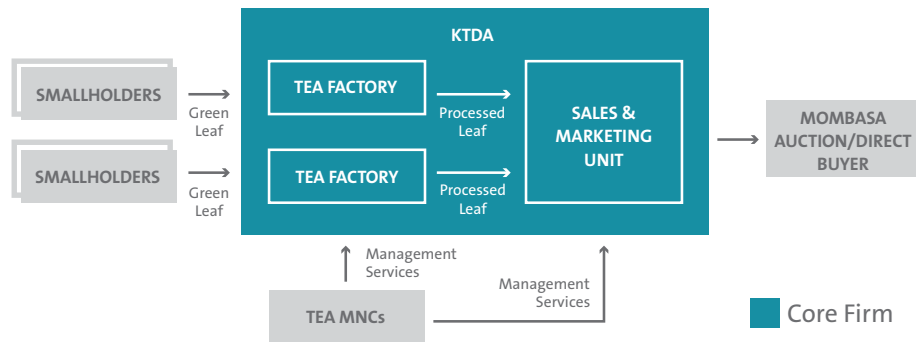 KTDA
SMALLHOLDERS
Green
Leaf
TEA FACTORY
Processed
Leaf
SMALLHOLDERS
Green
Leaf
TEA FACTORY
Processed
Leaf
SALES &
MARKETING
UNIT
MOMBASA
AUCTION/DIRECT
BUYER
Management
Services
Management
Services
TEA MNCs
Core Firm